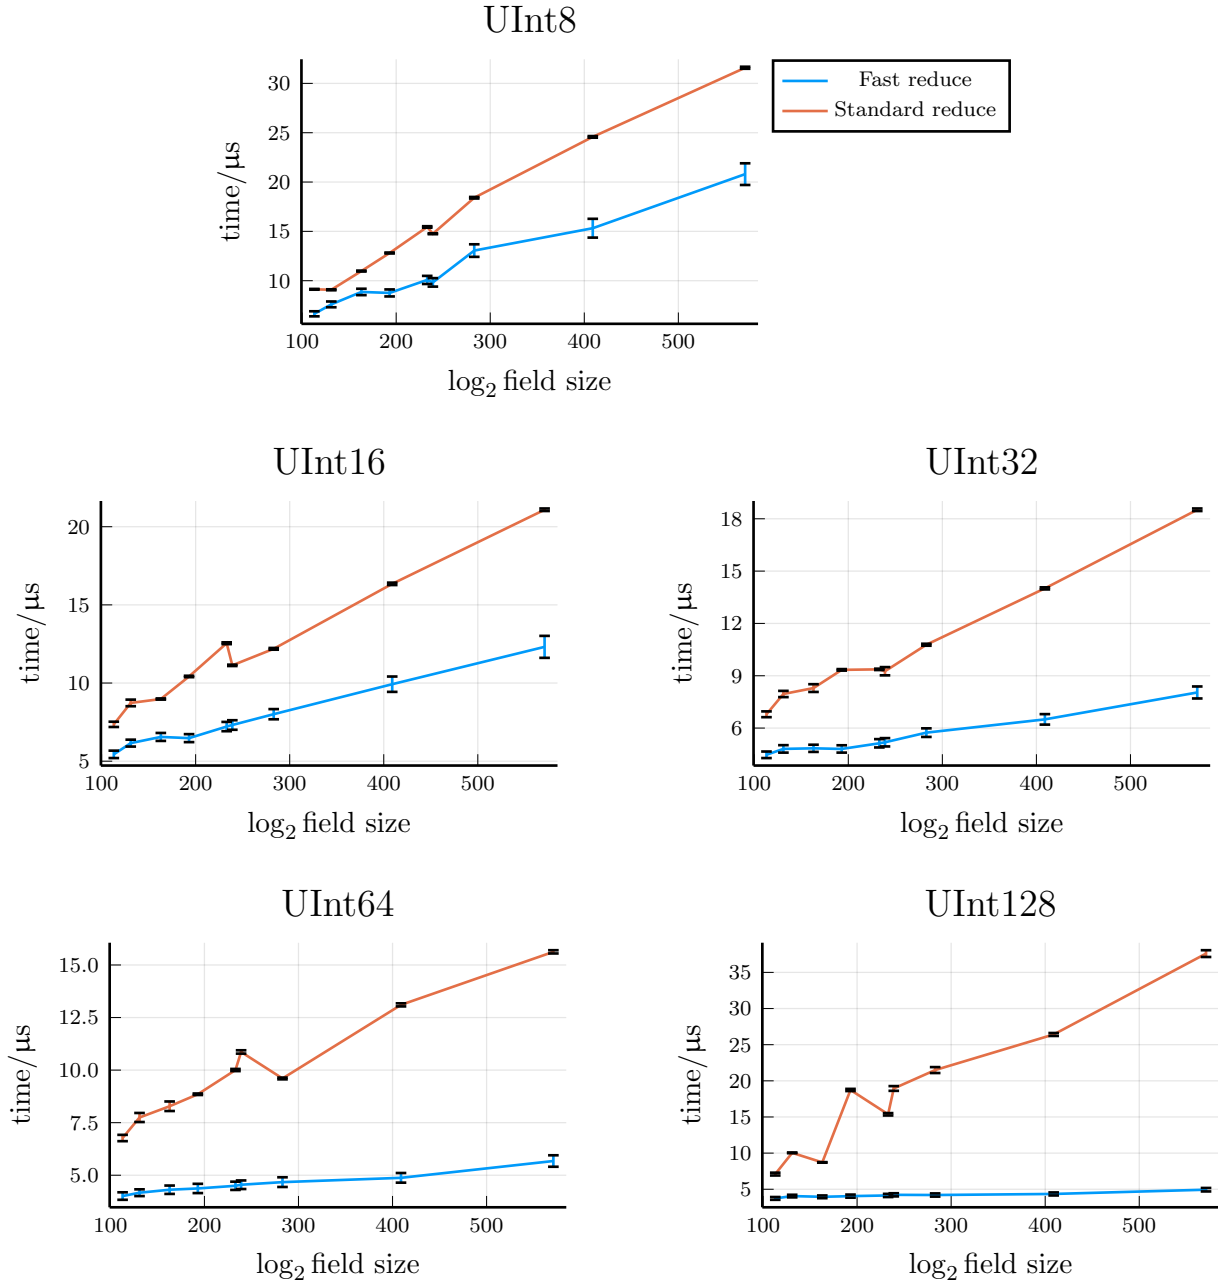 UInt8
Fast reduce
Standard reduce
30
25
20
15
10
time/µs
100 200 300 400 500
log₂ field size
UInt16
20
15
10
5
time/µs
100 200 300 400 500
log₂ field size
UInt32
18
15
12
9
6
time/µs
100 200 300 400 500
log₂ field size
UInt64
15.0
12.5
10.0
7.5
5.0
time/µs
100 200 300 400 500
log₂ field size
UInt128
35
30
25
20
15
10
5
time/µs
100 200 300 400 500
log₂ field size